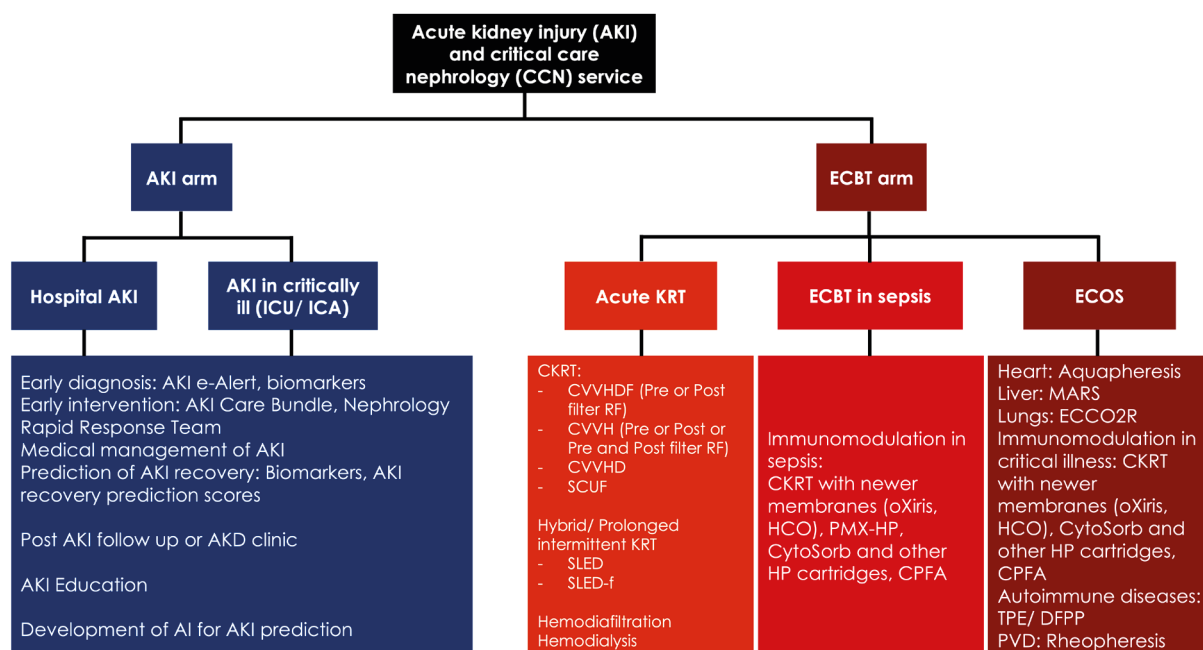 Acute kidney injury (AKI)
and critical care
nephrology (CCN) service
AKI arm
ECBT arm
Hospital AKI
AKI in critically
ill (ICU/ ICA)
Acute KRT
ECBT in sepsis
ECOS
Early diagnosis: AKI e-Alert, biomarkers
Early intervention: AKI Care Bundle, Nephrology
Rapid Response Team
Medical management of AKI
Prediction of AKI recovery: Biomarkers, AKI
recovery prediction scores
Post AKI follow up or AKD clinic
AKI Education
Development of AI for AKI prediction
CKRT:
- CVVHDF (Pre or Post
filter RF)
- CVVH (Pre or Post or
Pre and Post filter RF)
- CVVHD
- SCUF
Hybrid/ Prolonged
intermittent KRT
- SLED
- SLED-f
Hemodiafiltration
Hemodialysis
Immunomodulation in
sepsis:
CKRT with newer
membranes (oXiris,
HCO), PMX-HP,
CytoSorb and other
HP cartridges, CPFA
Heart: Aquapheresis
Liver: MARS
Lungs: ECCO2R
Immunomodulation in
critical illness: CKRT
with newer
membranes (oXiris,
HCO), CytoSorb and
other HP cartridges,
CPFA
Autoimmune diseases:
TPE/ DFPP
PVD: Rheopheresis